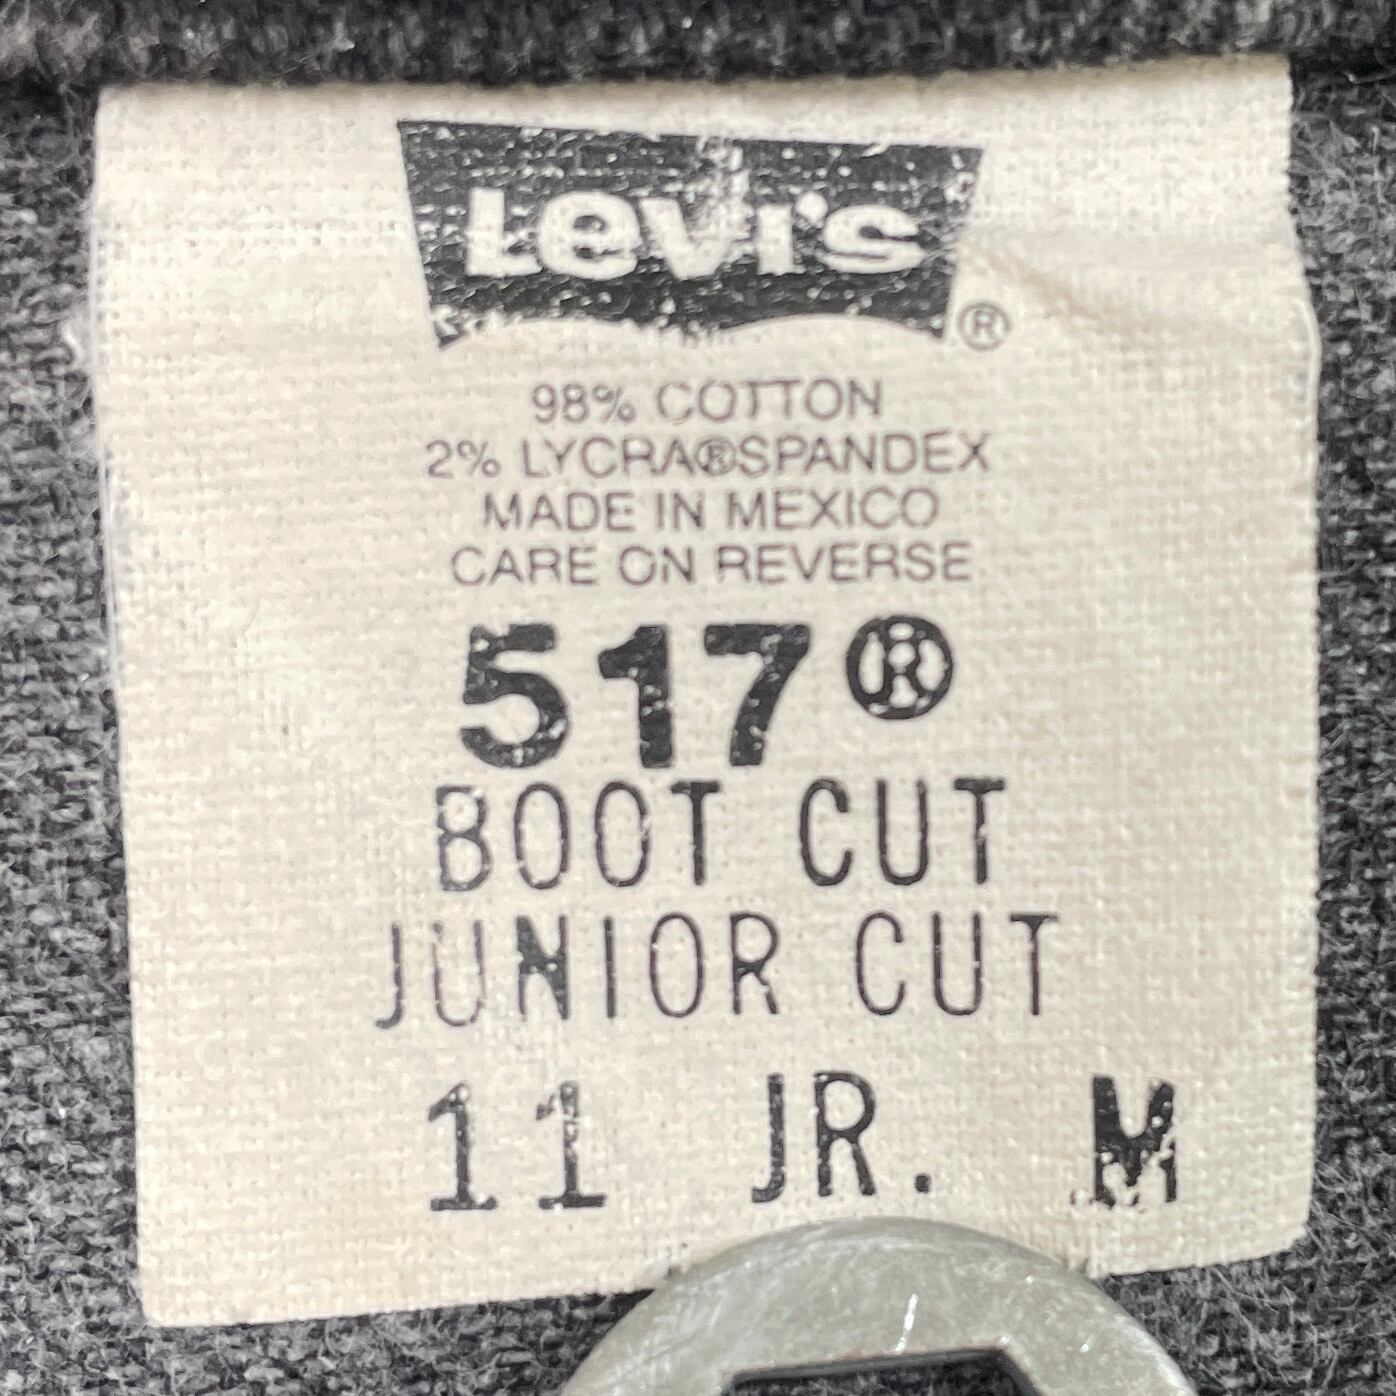 Levi's ®
98% COTTON
2% LYCRA®SPANDEX
MADE IN MEXICO
CARE ON REVERSE
517®
BOOT CUT
JUNIOR CUT
11 JR. M